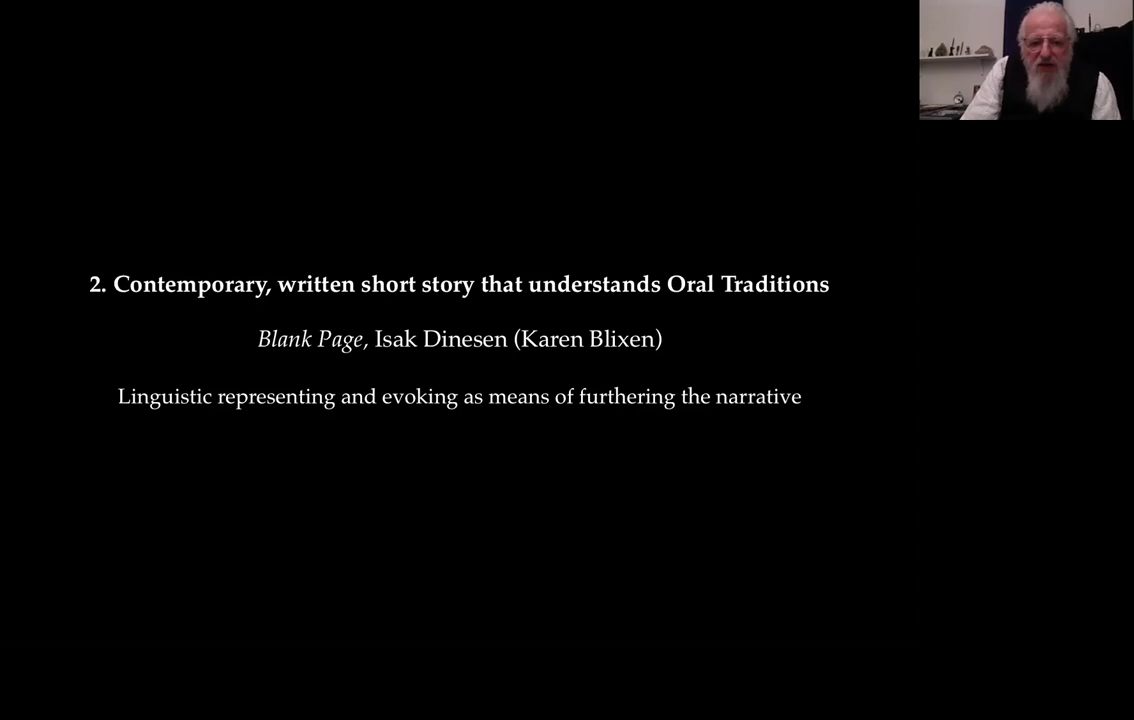 2. Contemporary, written short story that understands Oral Traditions
Blank Page, Isak Dinesen (Karen Blixen)
Linguistic representing and evoking as means of furthering the narrative